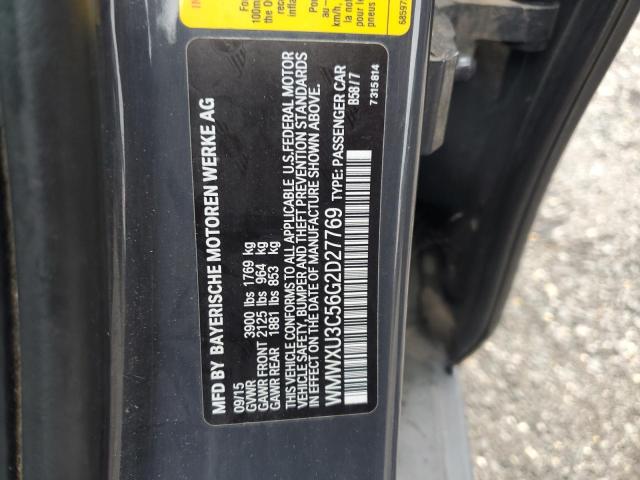 MFD BY BAYERISCHE MOTOREN WERKE AG
09/15
GVWR 3900 lbs 1769 kg
GAWR FRONT 2125 lbs 964 kg
GAWR REAR 1881 lbs 853 kg
THIS VEHICLE CONFORMS TO ALL APPLICABLE U.S.FEDERAL MOTOR
VEHICLE SAFETY, BUMPER AND THEFT PREVENTION STANDARDS
IN EFFECT ON THE DATE OF MANUFACTURE SHOWN ABOVE.
WMWXU3C56G2D27769 TYPE: PASSENGER CAR
B58/7
7315814